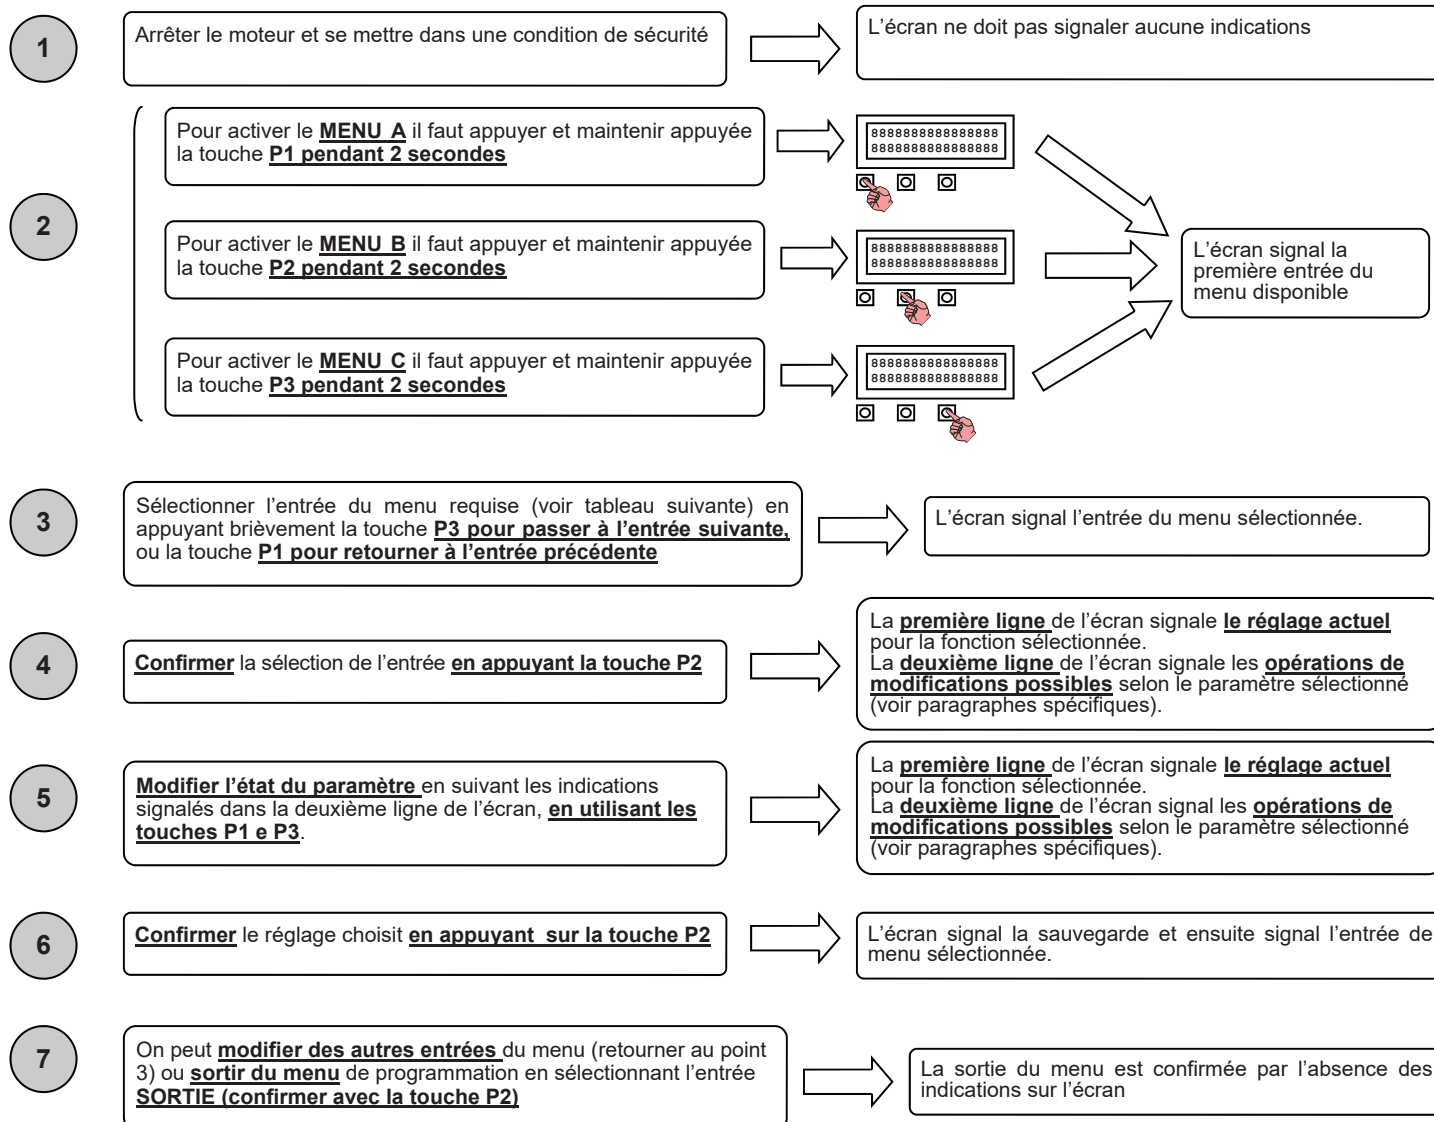 1
Arrêter le moteur et se mettre dans une condition de sécurité
L'écran ne doit pas signaler aucune indications
2
Pour activer le MENU A il faut appuyer et maintenir appuyée
la touche P1 pendant 2 secondes
8888888888888888
8888888888888888
Pour activer le MENU B il faut appuyer et maintenir appuyée
la touche P2 pendant 2 secondes
8888888888888888
8888888888888888
Pour activer le MENU C il faut appuyer et maintenir appuyée
la touche P3 pendant 2 secondes
8888888888888888
8888888888888888
L'écran signal la
première entrée du
menu disponible
3
Sélectionner l'entrée du menu requise (voir tableau suivante) en
appuyant brièvement la touche P3 pour passer à l'entrée suivante,
ou la touche P1 pour retourner à l'entrée précédente
L'écran signal l'entrée du menu sélectionnée.
4
Confirmer la sélection de l'entrée en appuyant la touche P2
La première ligne de l'écran signale le réglage actuel
pour la fonction sélectionnée.
La deuxième ligne de l'écran signale les opérations de
modifications possibles selon le paramètre sélectionné
(voir paragraphes spécifiques).
5
Modifier l'état du paramètre en suivant les indications
signalés dans la deuxième ligne de l'écran, en utilisant les
touches P1 e P3.
La première ligne de l'écran signale le réglage actuel
pour la fonction sélectionnée.
La deuxième ligne de l'écran signal les opérations de
modifications possibles selon le paramètre sélectionné
(voir paragraphes spécifiques).
6
Confirmer le réglage choisit en appuyant sur la touche P2
L'écran signal la sauvegarde et ensuite signal l'entrée de
menu sélectionnée.
7
On peut modifier des autres entrées du menu (retourner au point
3) ou sortir du menu de programmation en sélectionnant l'entrée
SORTIE (confirmer avec la touche P2)
La sortie du menu est confirmée par l'absence des
indications sur l'écran